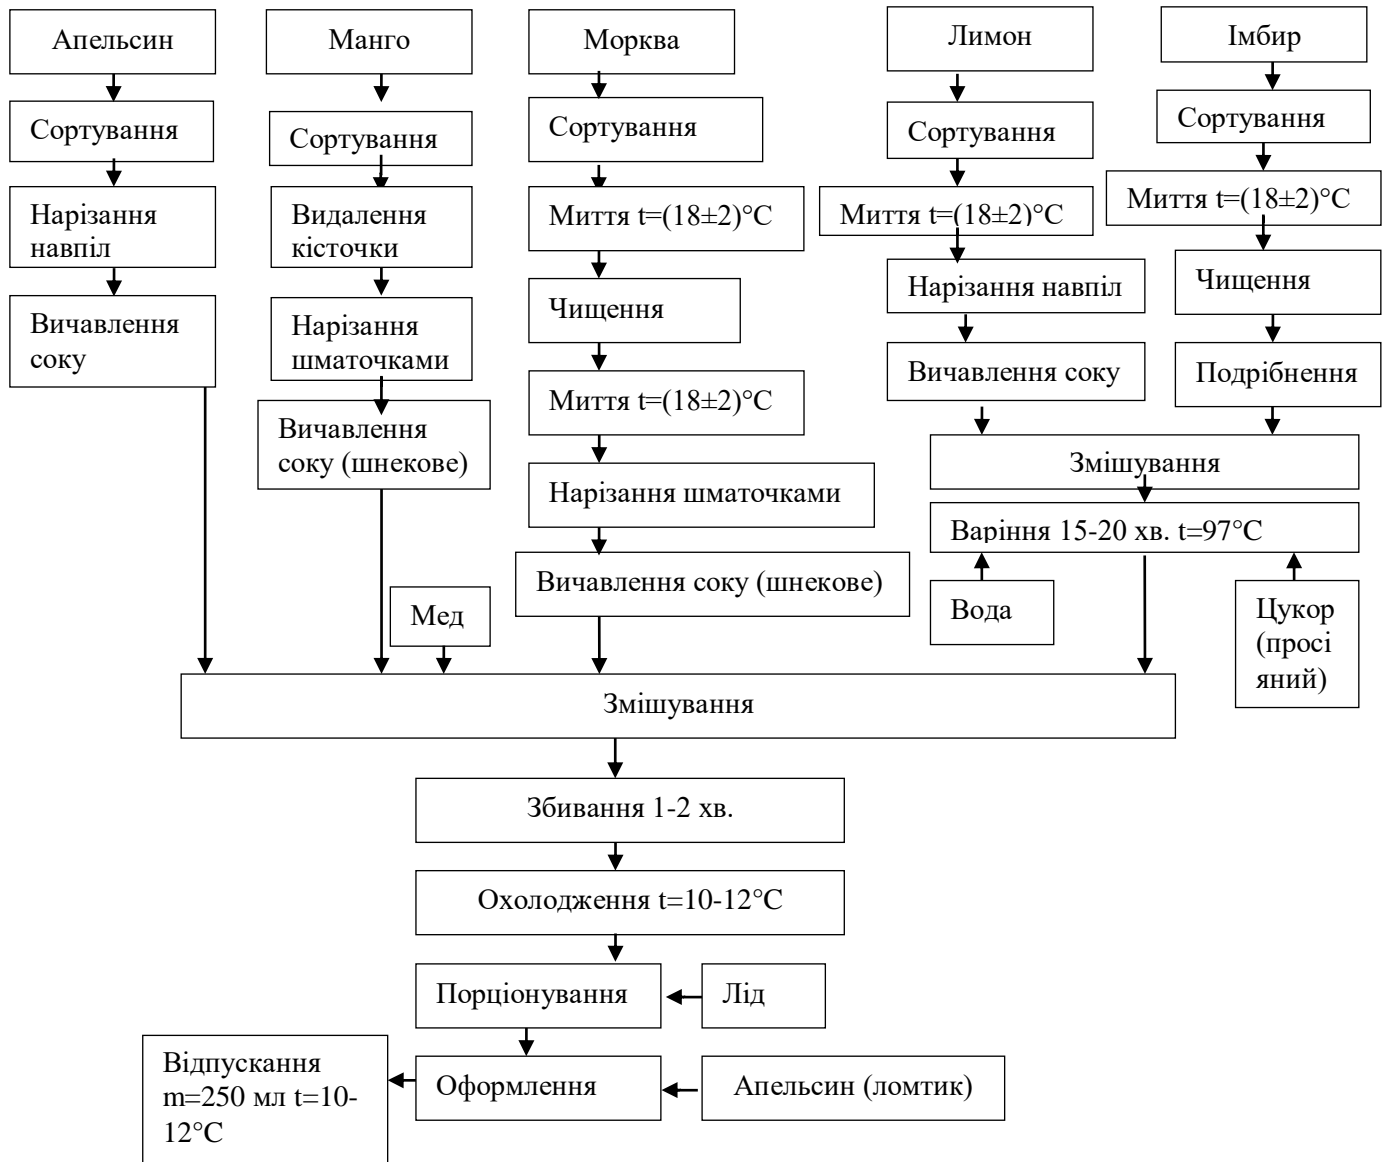 Апельсин
Манго
Морква
Лимон
Імбир
Сортування
Сортування
Сортування
Сортування
Сортування
Нарізання
навпіл
Видалення
кісточки
Миття t=(18±2)°C
Миття t=(18±2)°C
Миття t=(18±2)°C
Вичавлення
соку
Нарізання
шматочками
Чищення
Нарізання навпіл
Чищення
Вичавлення
соку (шнекове)
Миття t=(18±2)°C
Вичавлення соку
Подрібнення
Нарізання шматочками
Змішування
Вичавлення соку (шнекове)
Варіння 15-20 хв. t=97°C
Мед
Вода
Цукор
(просі
яний)
Змішування
Збивання 1-2 хв.
Охолодження t=10-12°C
Порціонування
Лід
Відпускання
m=250 мл t=10-
12°C
Оформлення
Апельсин (ломтик)